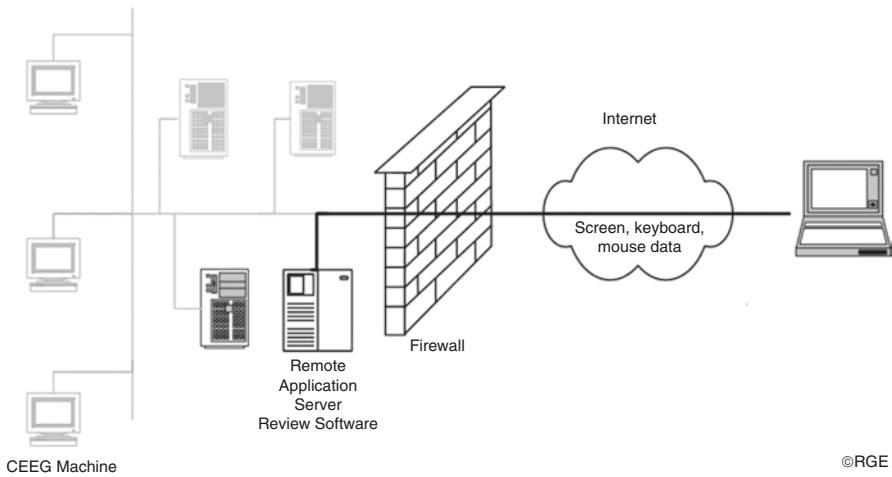 Internet
Screen, keyboard,
mouse data
Firewall
Remote
Application
Server
Review Software
CEEG Machine
©RGE